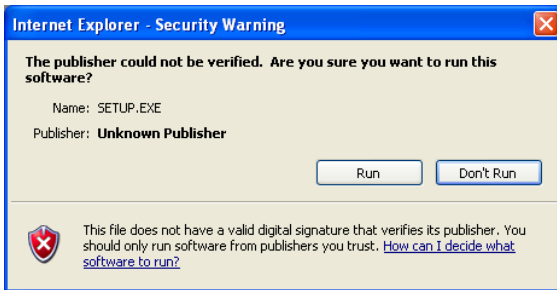 Internet Explorer - Security Warning
The publisher could not be verified. Are you sure you want to run this
software?
Name: SETUP.EXE
Publisher: Unknown Publisher
Run Don't Run
This file does not have a valid digital signature that verifies its publisher. You
should only run software from publishers you trust. How can I decide what
software to run?